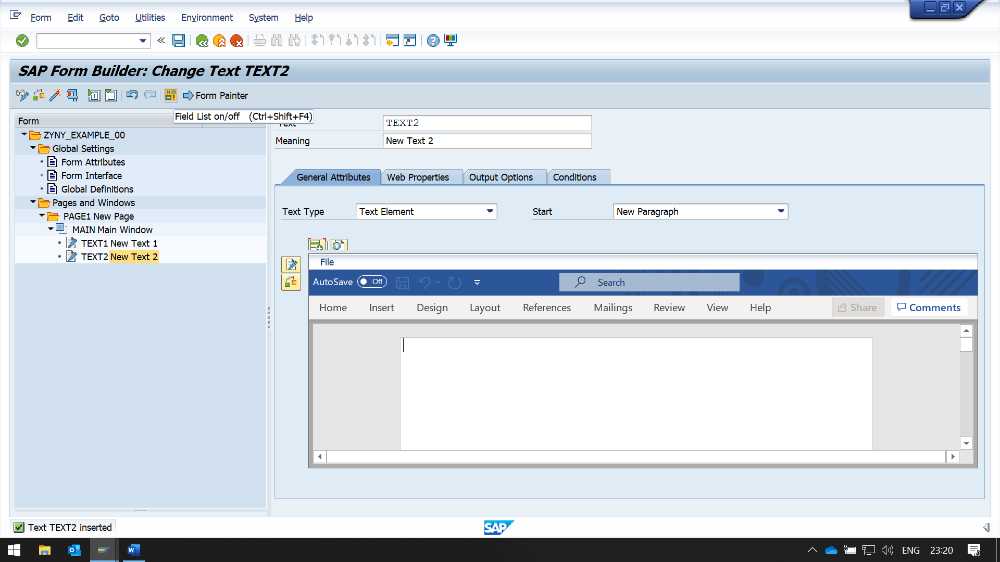 Form Edit Goto Utilities Environment System Help
SAP Form Builder: Change Text TEXT2
Form Painter
Field List on/off (Ctrl+Shift+F4)
Form
ZYNY_EXAMPLE_00
Global Settings
Form Attributes
Form Interface
Global Definitions
Pages and Windows
PAGE1 New Page
MAIN Main Window
TEXT1 New Text 1
TEXT2 New Text 2
Text TEXT2
Meaning New Text 2
General Attributes Web Properties Output Options Conditions
Text Type Text Element Start New Paragraph
File
AutoSave Off Search
Home Insert Design Layout References Mailings Review View Help Share Comments
Text TEXT2 inserted
SAP
ENG 23:20